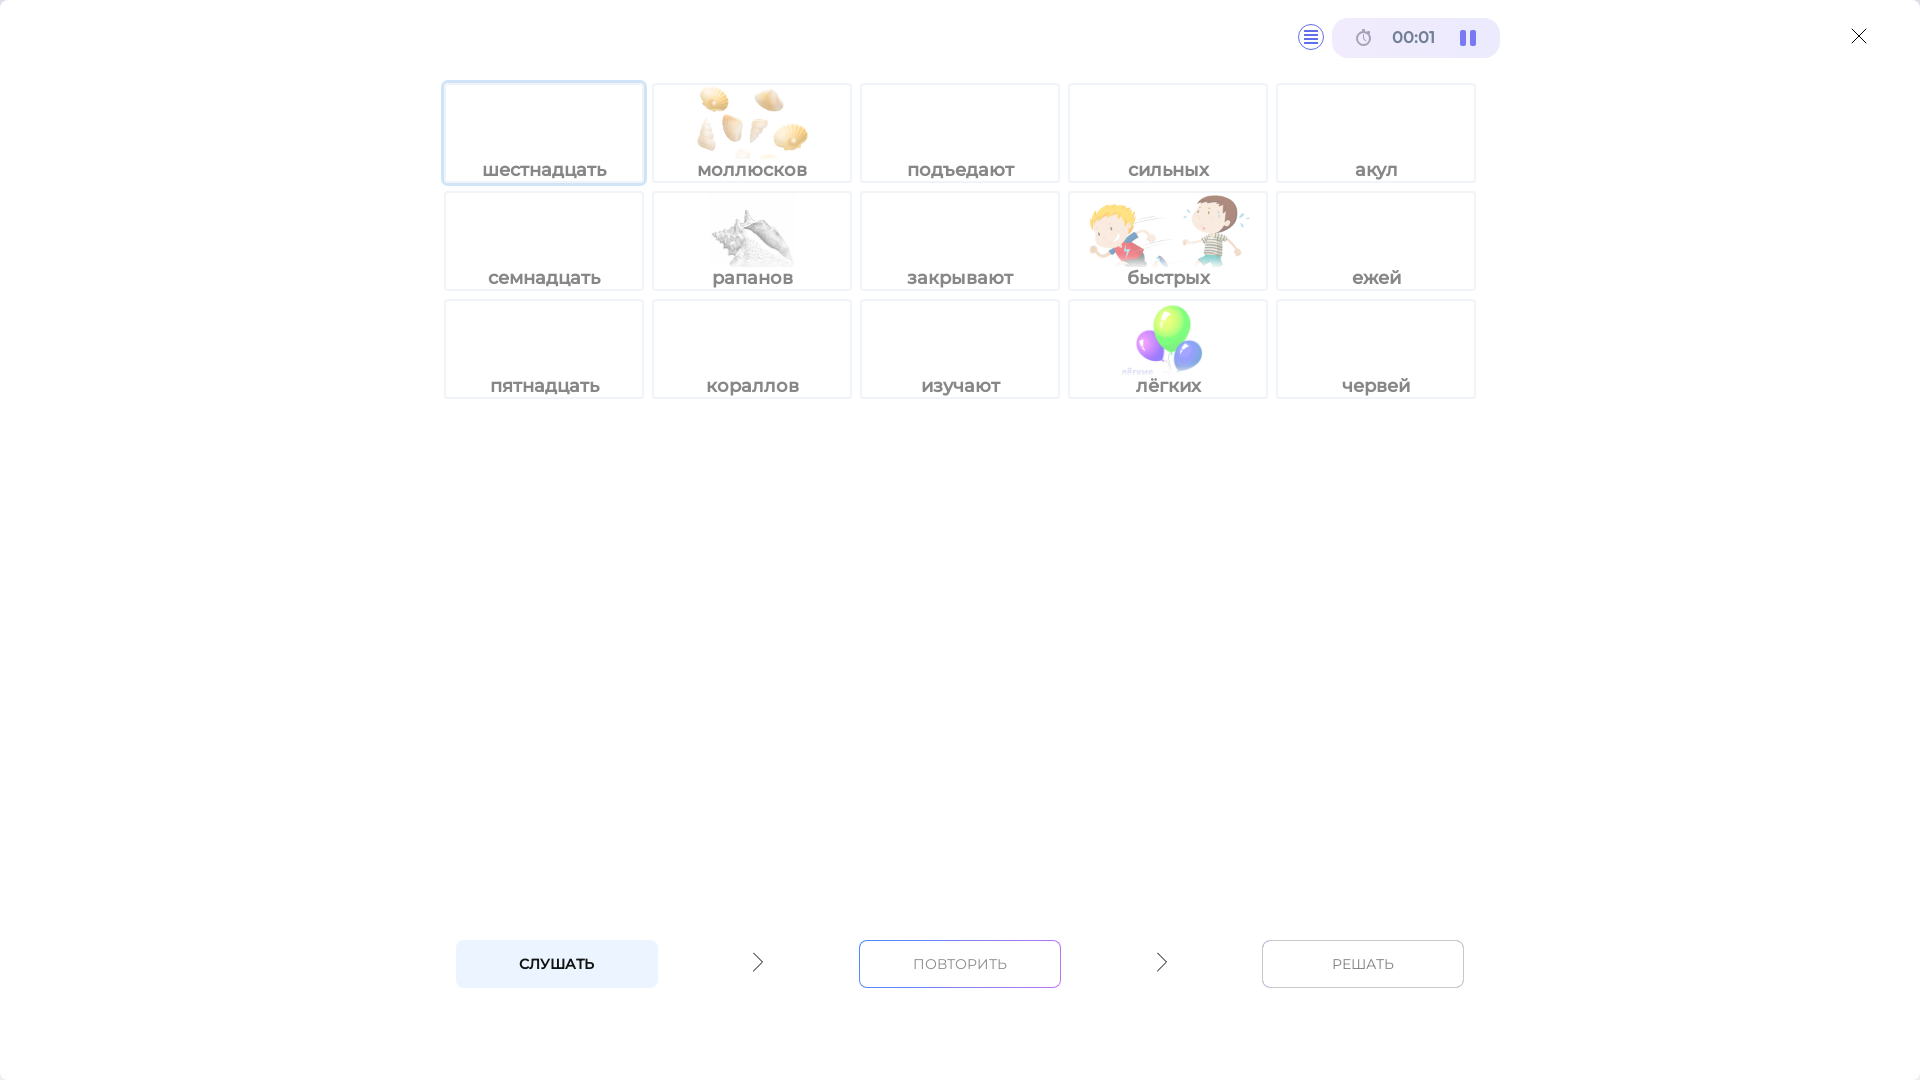 00:01
шестнадцать моллюсков подъедают сильных акул
семнадцать рапанов закрывают быстрых ежей
лёгкие
пятнадцать кораллов изучают лёгких червей
СЛУШАТЬ ПОВТОРИТЬ РЕШАТЬ